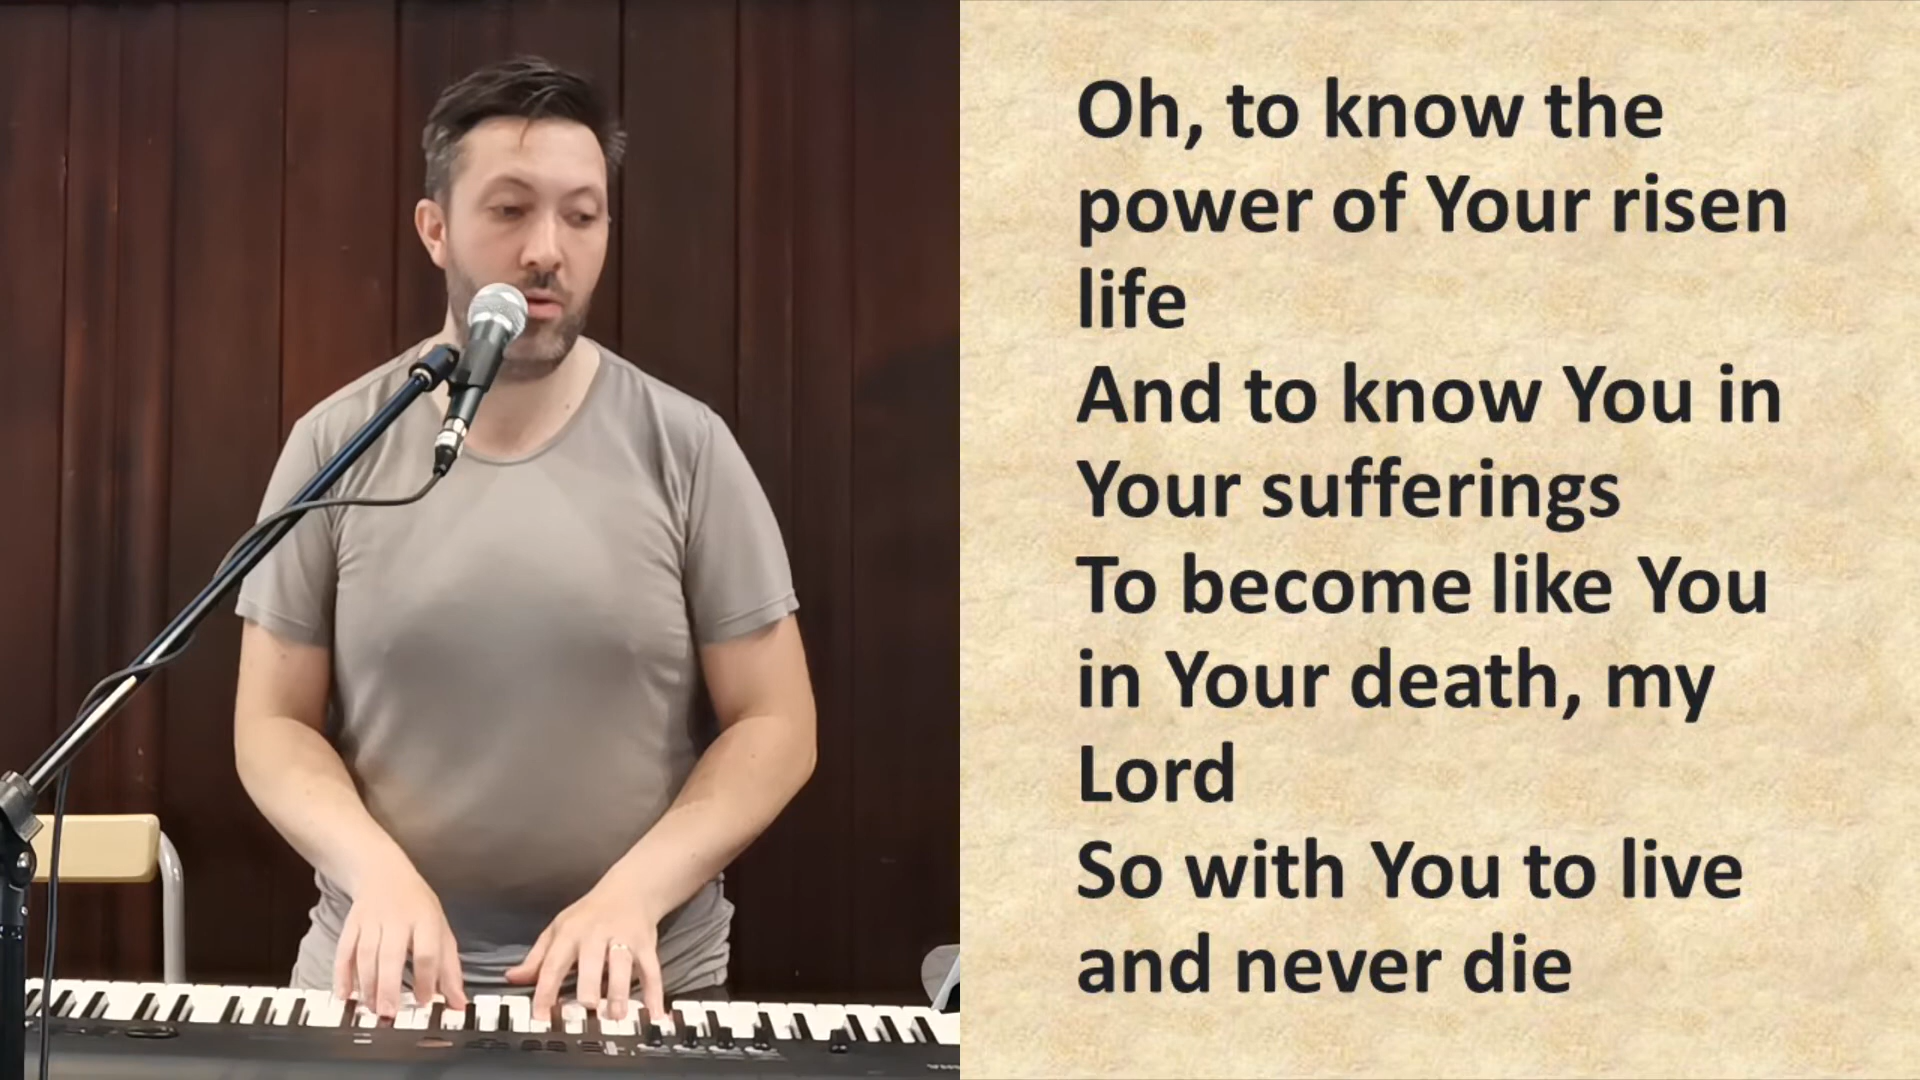 Oh, to know the
power of Your risen
life
And to know You in
Your sufferings
To become like You
in Your death, my
Lord
So with You to live
and never die